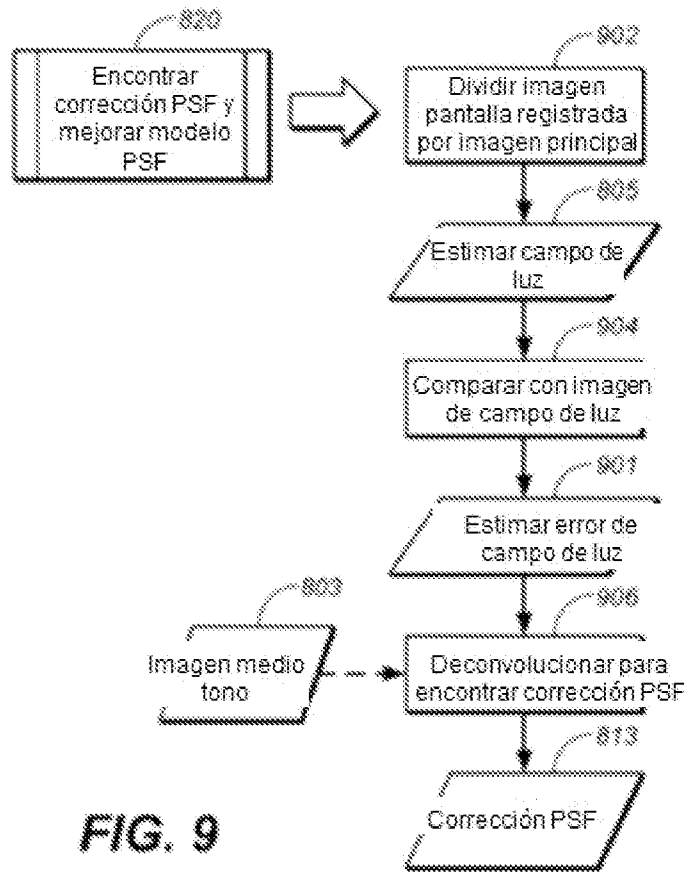 820
Encontrar
corrección PSF y
mejorar modelo
PSF
902
Dividir imagen
pantalla registrada
por imagen principal
805
Estimar campo de
luz
904
Comparar con imagen
de campo de luz
901
Estimar error de
campo de luz
803
Imagen medio
tono
906
Deconvolucionar para
encontrar corrección PSF
813
Corrección PSF
FIG. 9